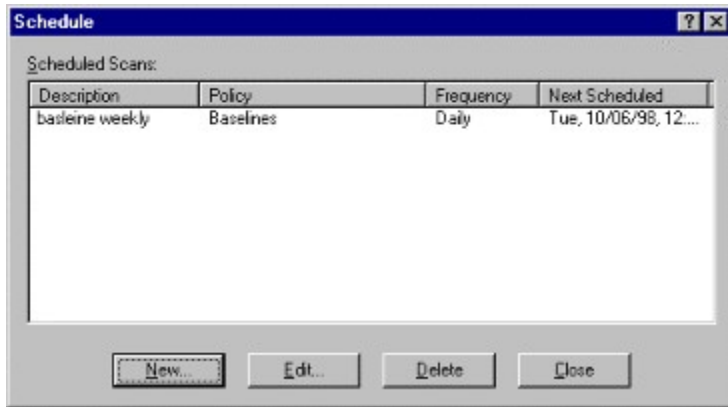 Schedule
Scheduled Scans:
Description Policy Frequency Next Scheduled
basleine weekly Baselines Daily Tue, 10/06/98, 12:...
New... Edit... Delete Close